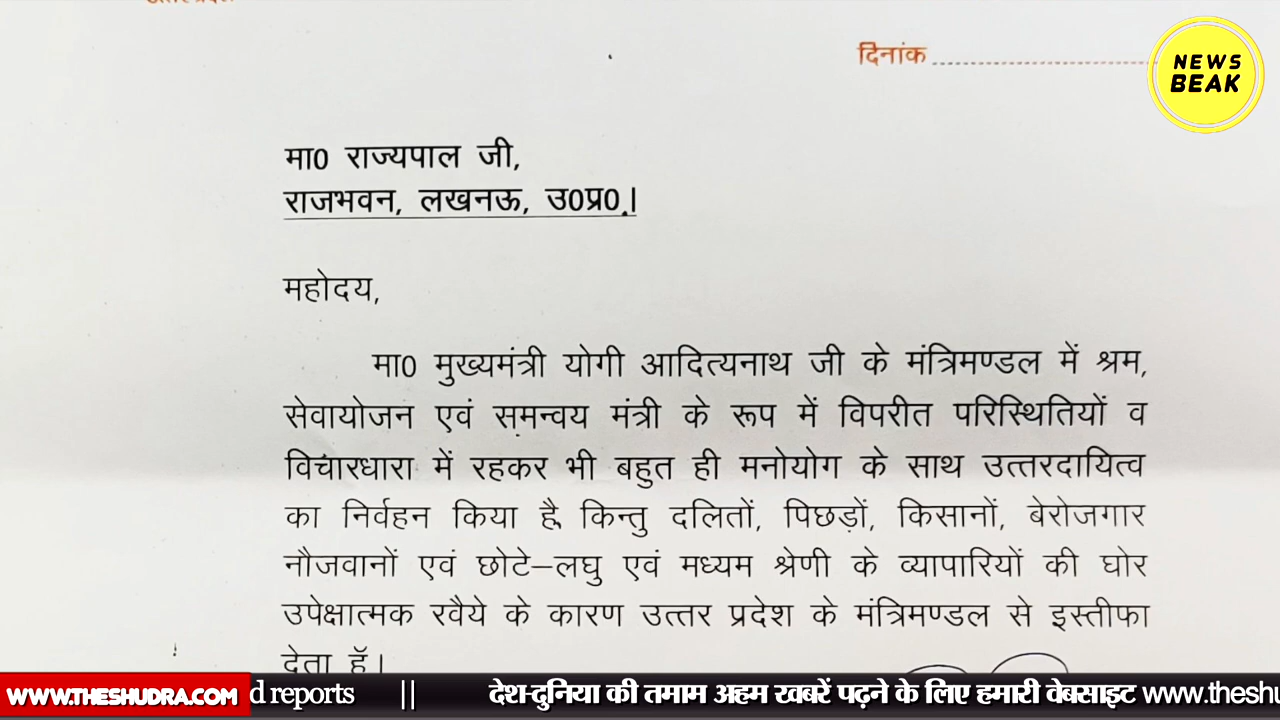 दिनांक
NEWS
BEAK
मा0 राज्यपाल जी,
राजभवन, लखनऊ, उ0प्र0।
महोदय,
मा0 मुख्यमंत्री योगी आदित्यनाथ जी के मंत्रिमण्डल में श्रम,
सेवायोजन एवं समन्वय मंत्री के रूप में विपरीत परिस्थितियों व
विचारधारा में रहकर भी बहुत ही मनोयोग के साथ उत्तरदायित्व
का निर्वहन किया है, किन्तु दलितों, पिछड़ों, किसानों, बेरोजगार
नौजवानों एवं छोटे–लघु एवं मध्यम श्रेणी के व्यापारियों की घोर
उपेक्षात्मक रवैये के कारण उत्तर प्रदेश के मंत्रिमण्डल से इस्तीफा
देता हूॅ।
WWW.THESHUDRA.COM d reports || देश-दुनिया की तमाम अहम खबरें पढ़ने के लिए हमारी वेबसाइट www.theshu